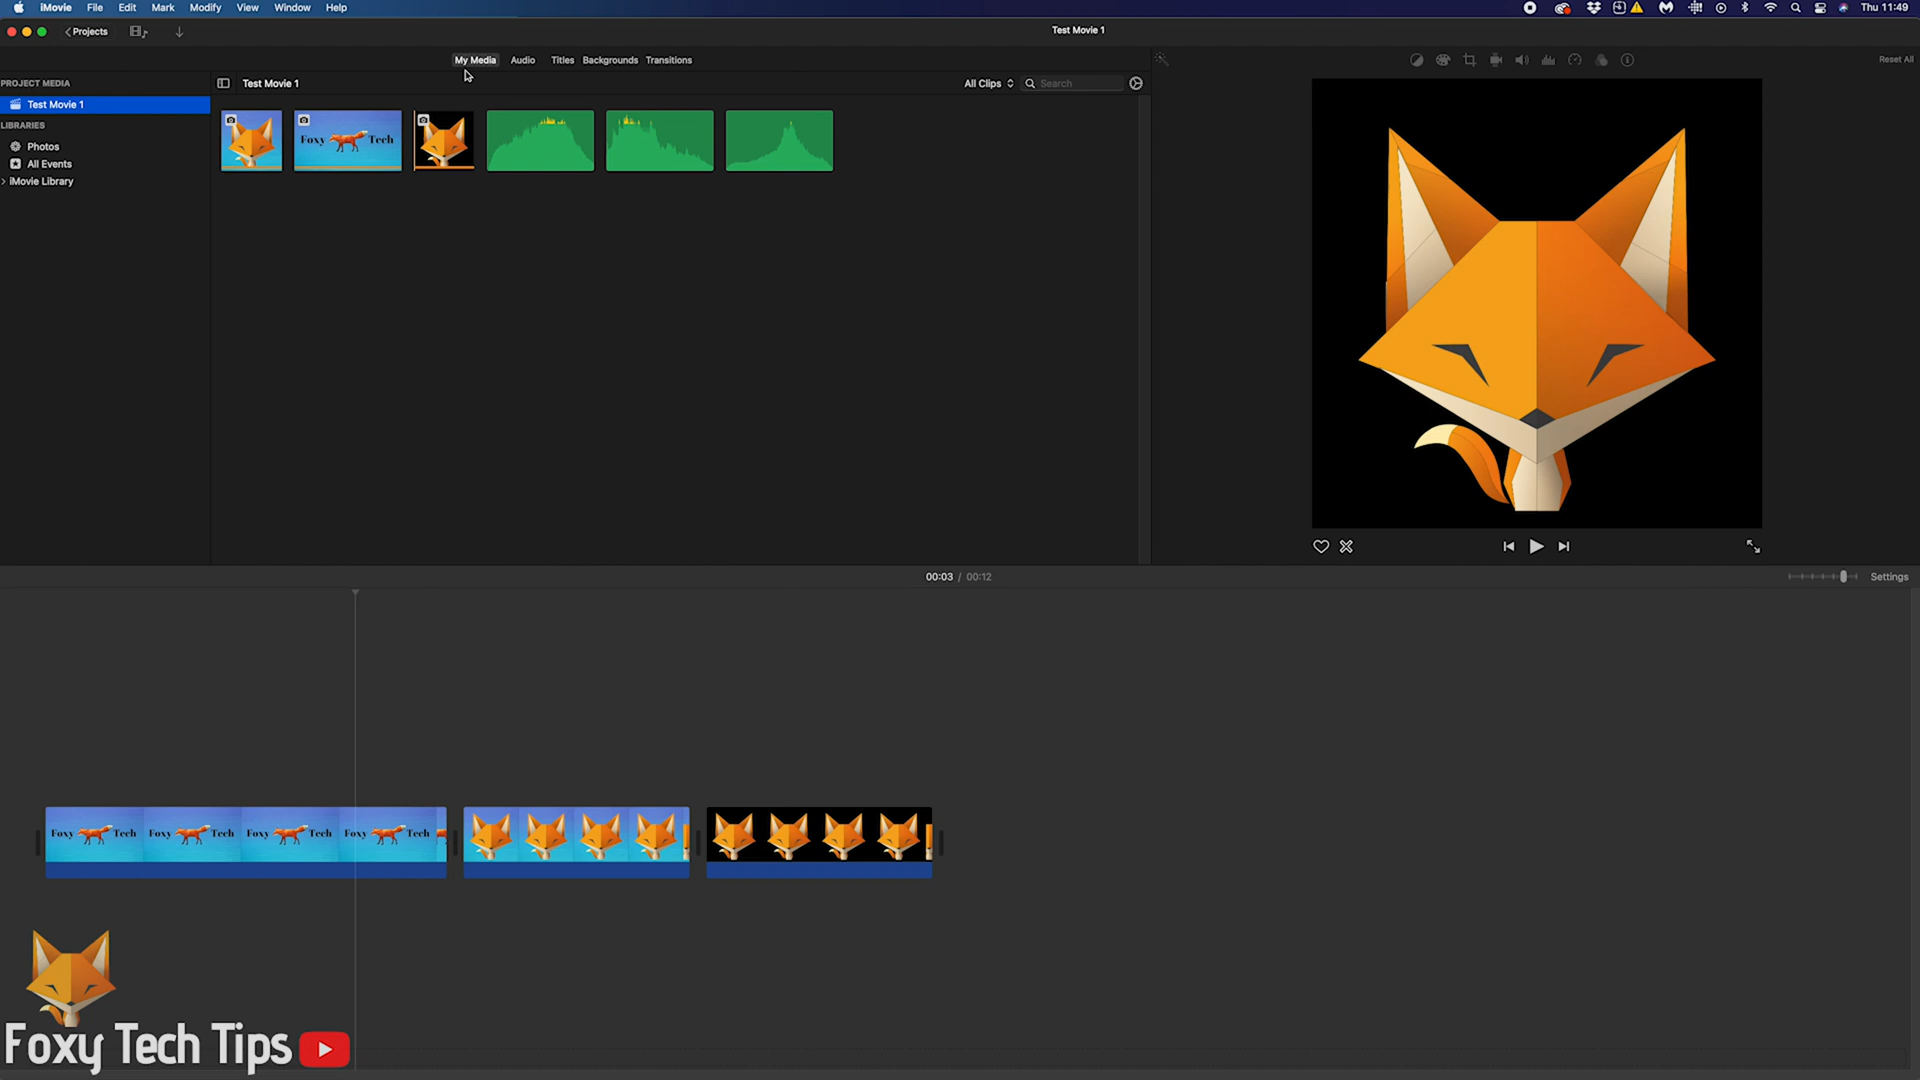 iMovie File Edit Mark Modify View Window Help Thu 11:49
Projects Test Movie 1
My Media Audio Titles Backgrounds Transitions Reset All
PROJECT MEDIA
Test Movie 1
LIBRARIES
Photos
All Events
iMovie Library
Test Movie 1 All Clips Search
Foxy Tech
00:03 / 00:12 Settings
Foxy Tech Foxy Tech Foxy Tech Foxy Tech
Foxy Tech Tips